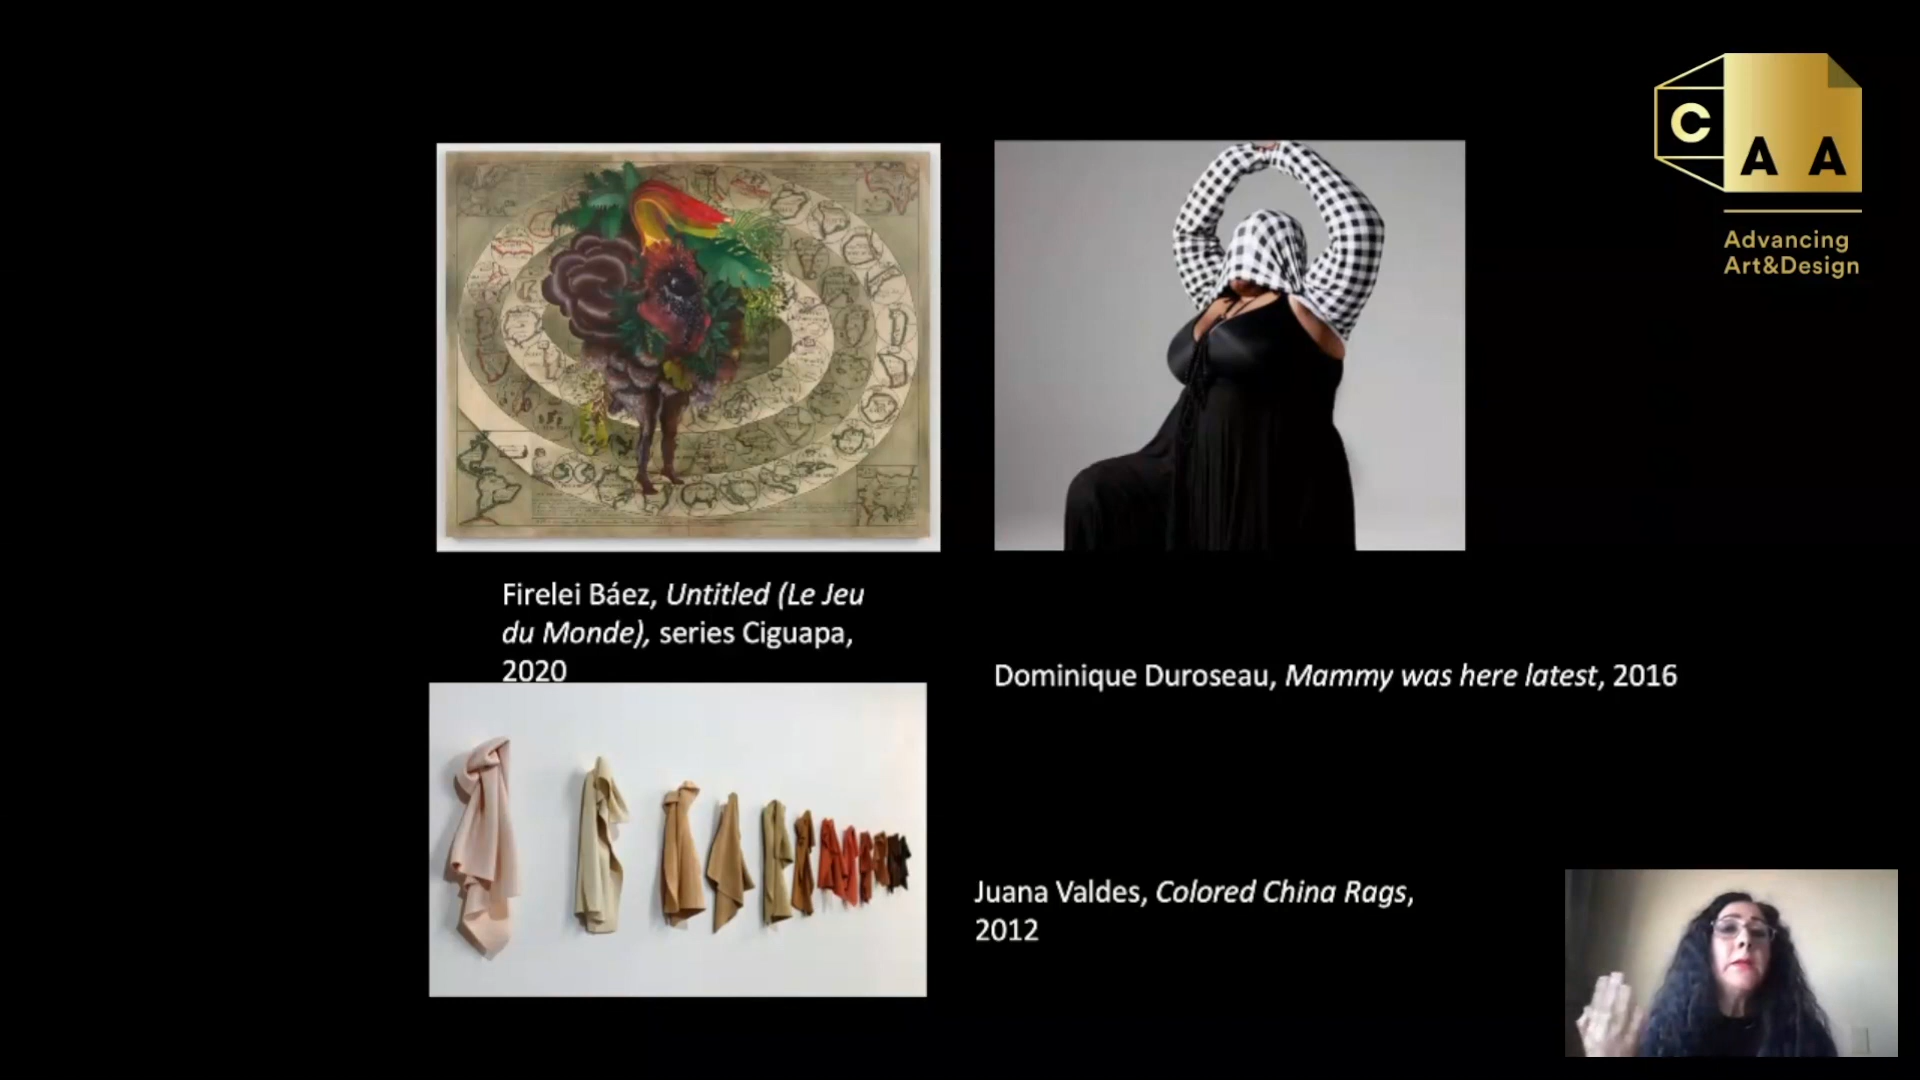 C A A
Advancing
Art&Design
Firelei Báez, Untitled (Le Jeu
du Monde), series Ciguapa,
2020
Dominique Duroseau, Mammy was here latest, 2016
Juana Valdes, Colored China Rags,
2012